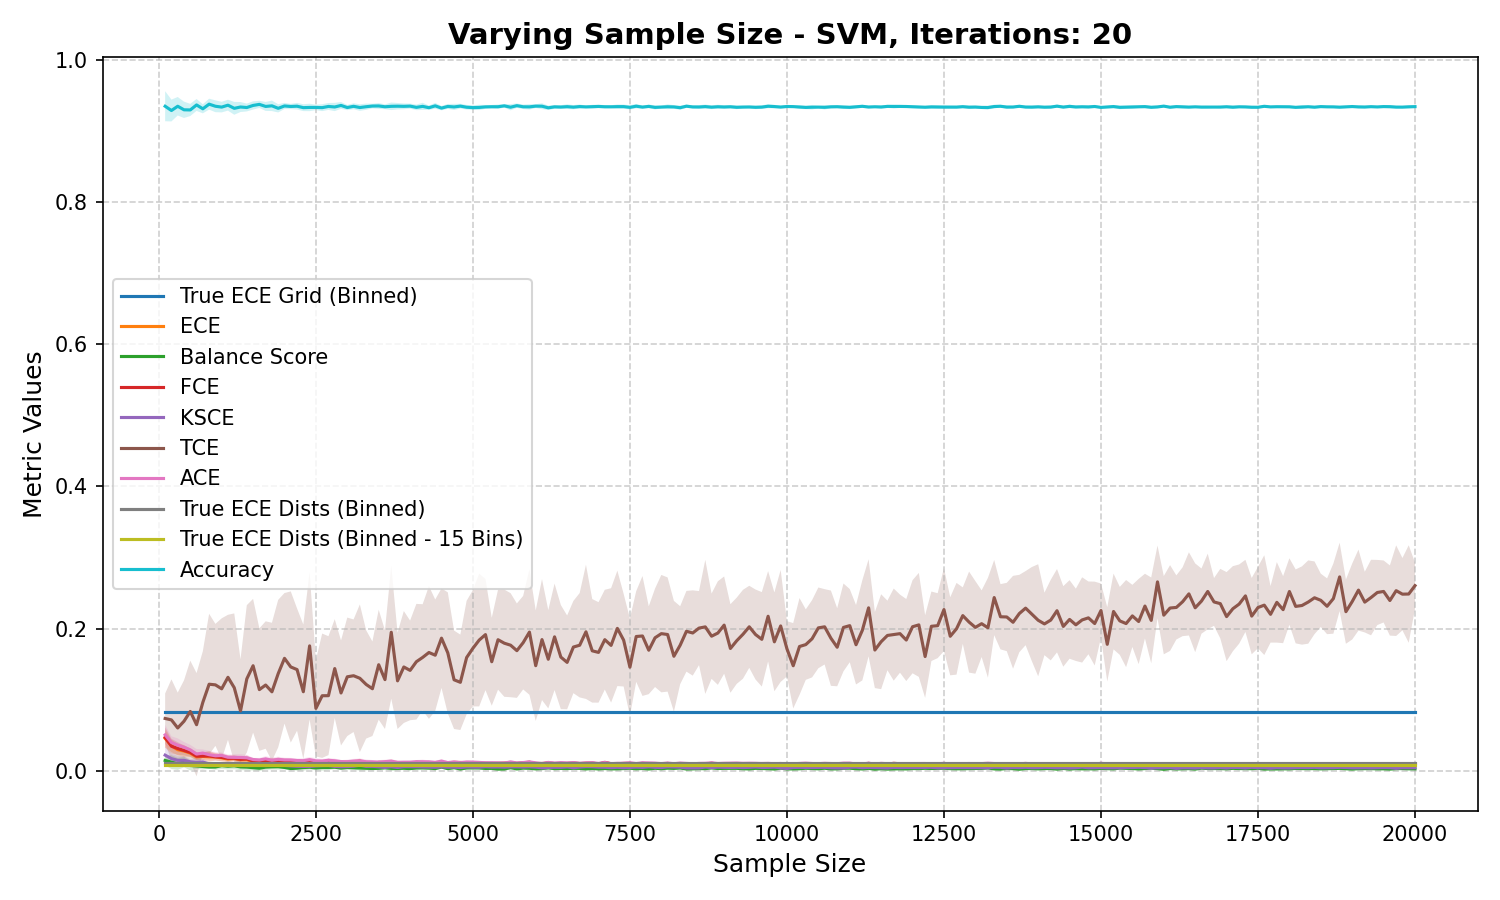 Varying Sample Size - SVM, Iterations: 20
1.0
0.8
0.6
0.4
0.2
0.0
Metric Values
True ECE Grid (Binned)
ECE
Balance Score
FCE
KSCE
TCE
ACE
True ECE Dists (Binned)
True ECE Dists (Binned - 15 Bins)
Accuracy
0 2500 5000 7500 10000 12500 15000 17500 20000
Sample Size